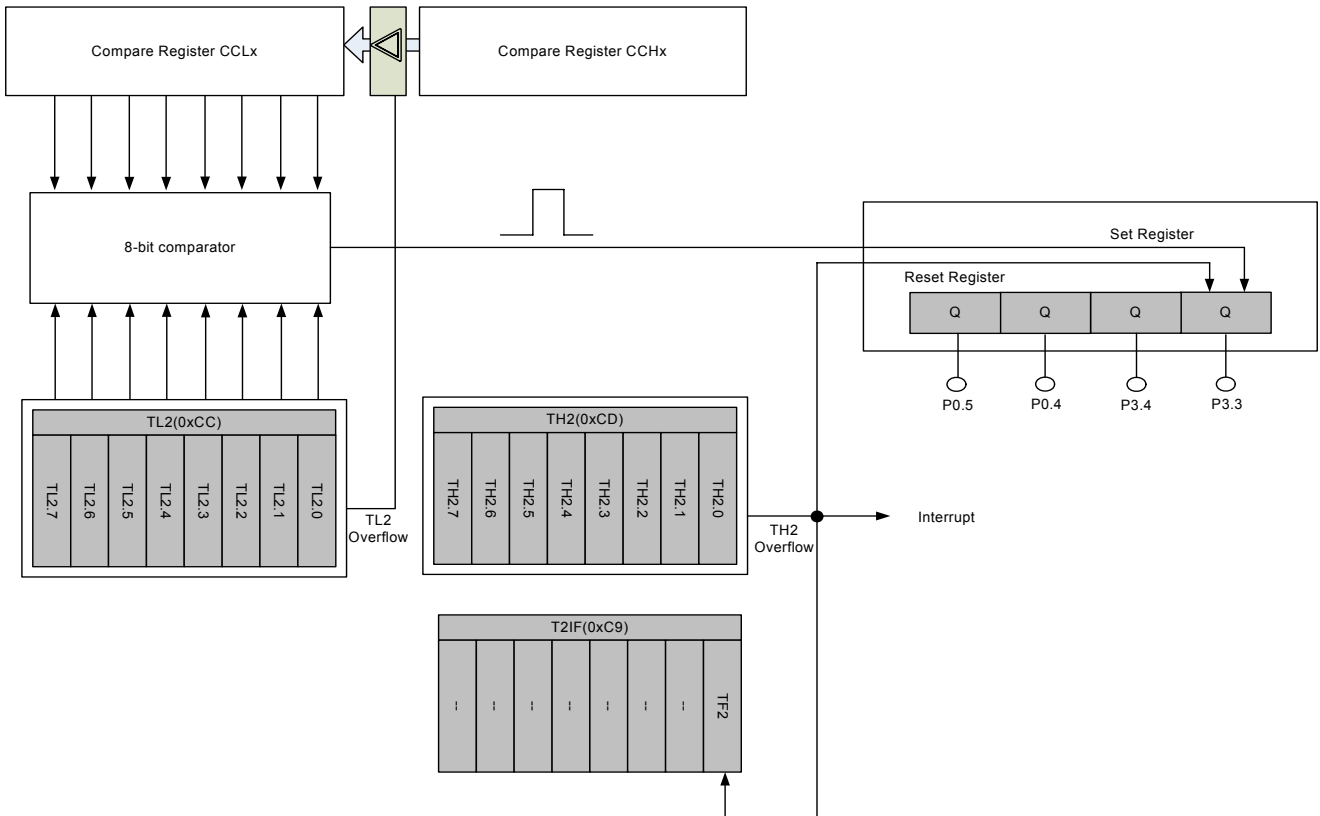 Compare Register CCLx
Compare Register CCHx
8-bit comparator
Set Register
Reset Register
Q
Q
Q
Q
P0.5
P0.4
P3.4
P3.3
TL2(0xCC)
TL2.7
TL2.6
TL2.5
TL2.4
TL2.3
TL2.2
TL2.1
TL2.0
TL2
Overflow
TH2(0xCD)
TH2.7
TH2.6
TH2.5
TH2.4
TH2.3
TH2.2
TH2.1
TH2.0
TH2
Overflow
Interrupt
T2IF(0xC9)
--
--
--
--
--
--
--
TF2